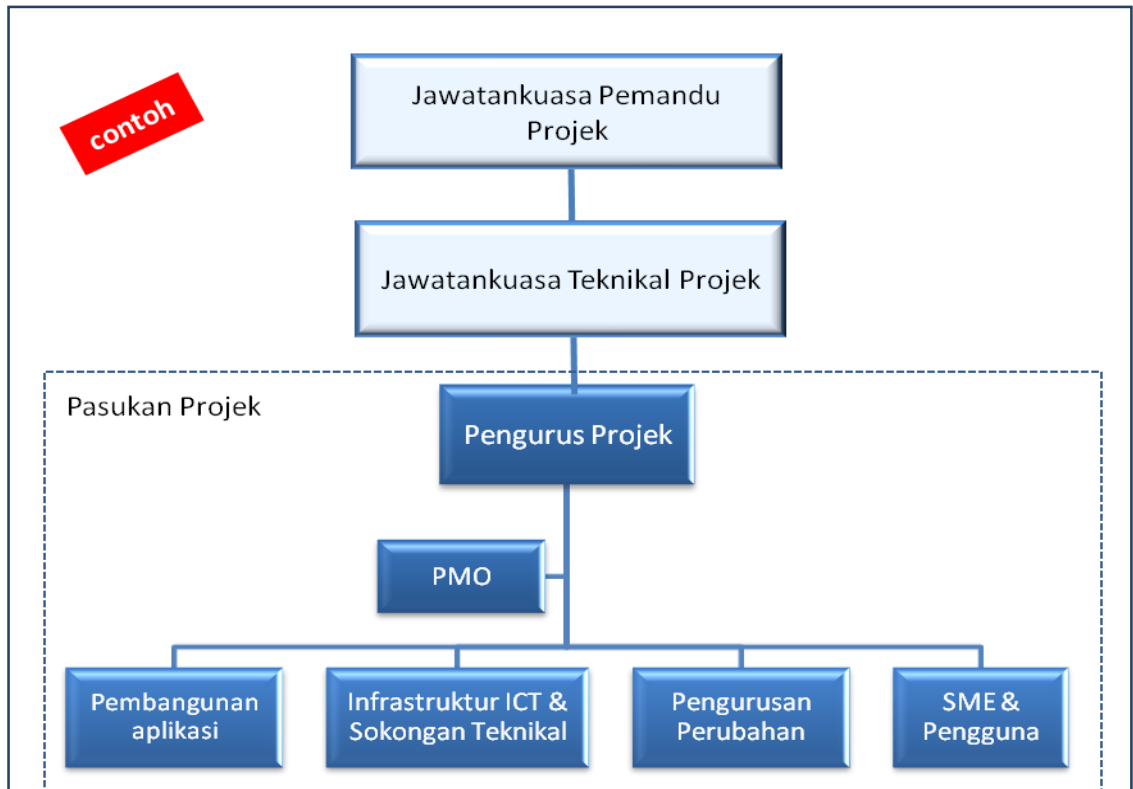 contoh
Jawatankuasa Pemandu
Projek
Jawatankuasa Teknikal Projek
Pasukan Projek
Pengurus Projek
PMO
Pembangunan
aplikasi
Infrastruktur ICT &
Sokongan Teknikal
Pengurusan
Perubahan
SME &
Pengguna